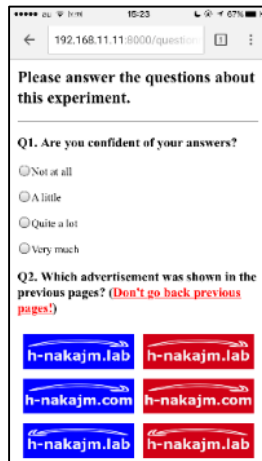 15:23
67%
192.168.11.11:8000/question
1
Please answer the questions about
this experiment.
Q1. Are you confident of your answers?
Not at all
A little
Quite a lot
Very much
Q2. Which advertisement was shown in the
previous pages? (Don't go back previous
pages!)
h-nakajm.lab h-nakajm.lab
h-nakajm.com h-nakajm.com
h-nakajm.lab h-nakajm.lab